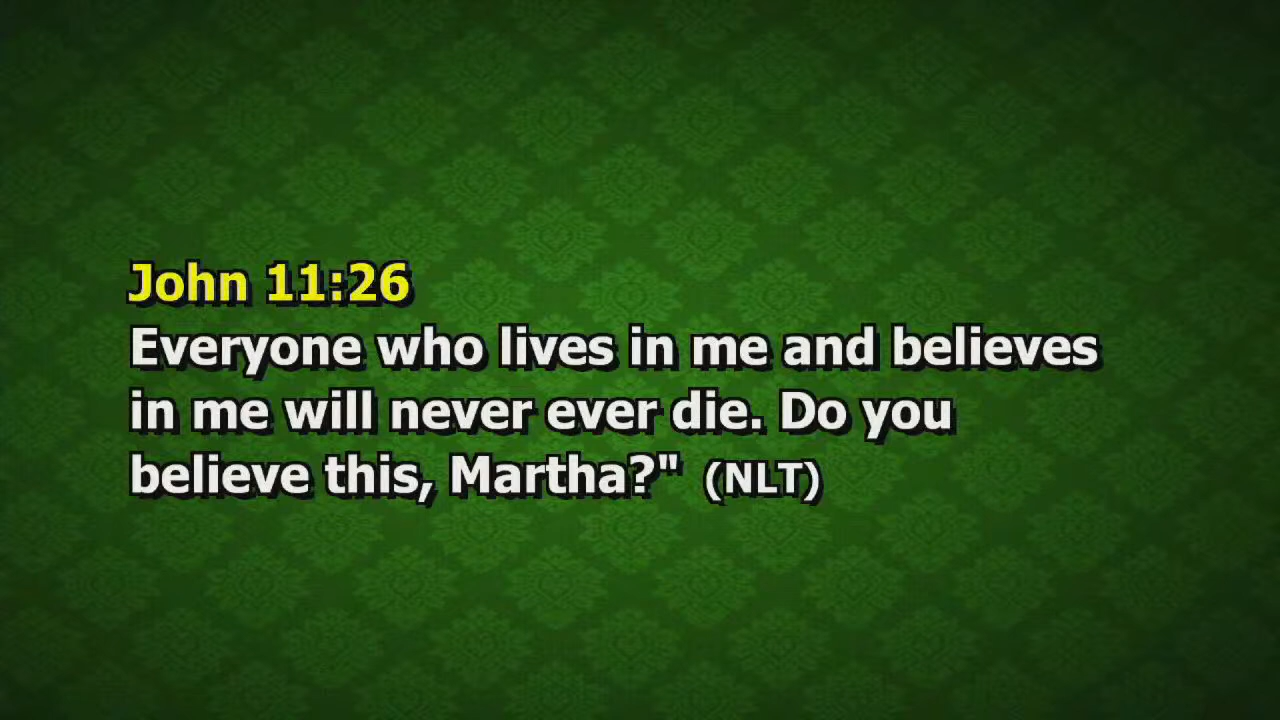 John 11:26
Everyone who lives in me and believes
in me will never ever die. Do you
believe this, Martha?" (NLT)